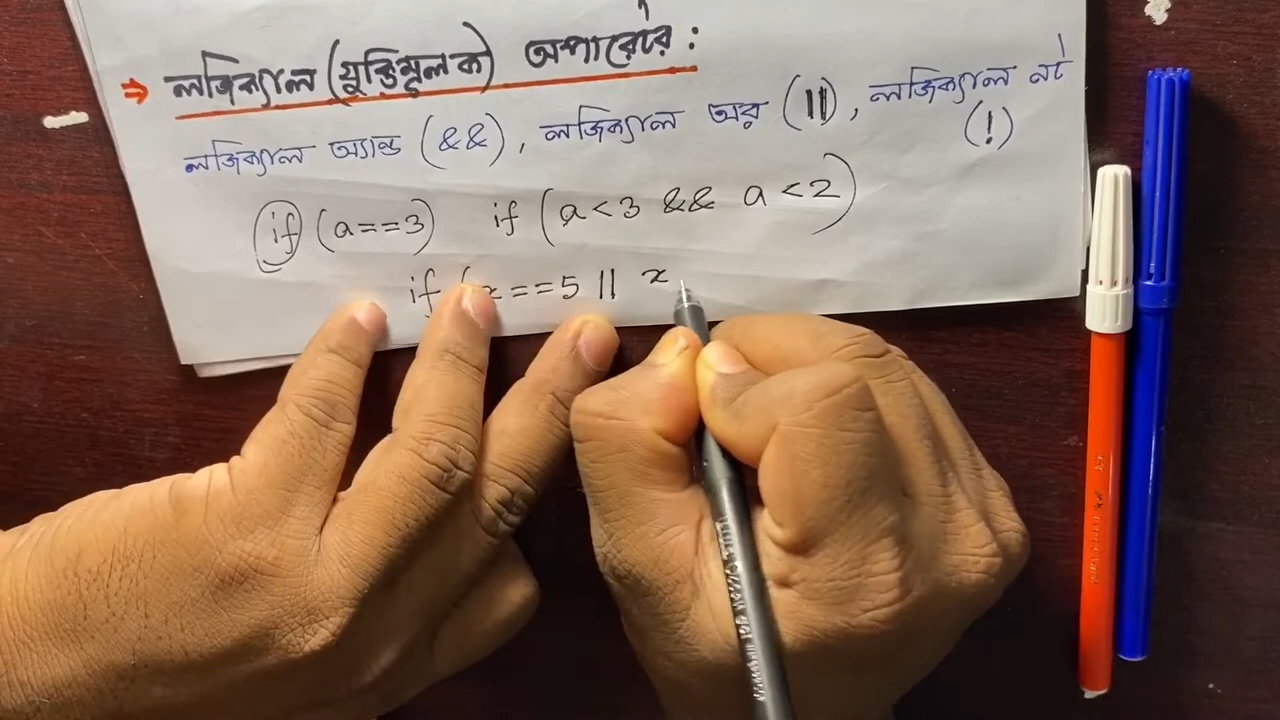 ⇒ লজিক্যাল (যুক্তিমূলক) অপারেটর :
লজিক্যাল অ্যান্ড (&&), লজিক্যাল অর (||), লজিক্যাল নট (!)
if (a==3) if (a<3 && a<2)
if (x==5 || x